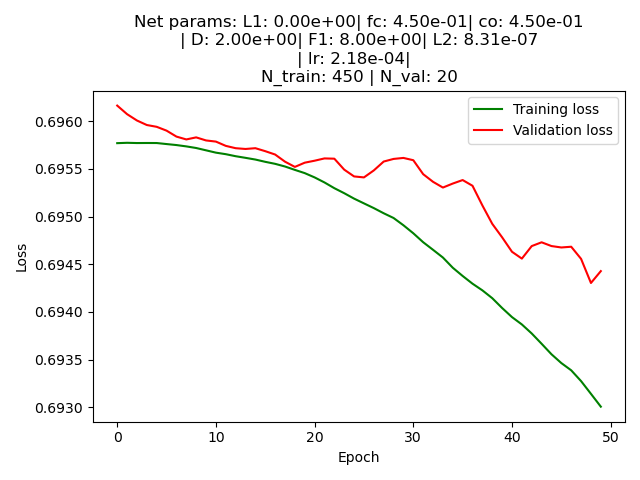 Net params: L1: 0.00e+00| fc: 4.50e-01| co: 4.50e-01
| D: 2.00e+00| F1: 8.00e+00| L2: 8.31e-07
| lr: 2.18e-04|
N_train: 450 | N_val: 20
Training loss
Validation loss
0.6960
0.6955
0.6950
0.6945
0.6940
0.6935
0.6930
Loss
0 10 20 30 40 50
Epoch